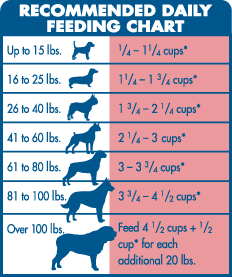 RECOMMENDED DAILY
FEEDING CHART
Up to 15 lbs. 1/4 – 1 1/4 cups*
16 to 25 lbs. 1 1/4 – 1 3/4 cups*
26 to 40 lbs. 1 3/4 – 2 1/4 cups*
41 to 60 lbs. 2 1/4 – 3 cups*
61 to 80 lbs. 3 – 3 3/4 cups*
81 to 100 lbs. 3 3/4 – 4 1/2 cups*
Over 100 lbs. Feed 4 1/2 cups + 1/2
cup* for each
additional 20 lbs.